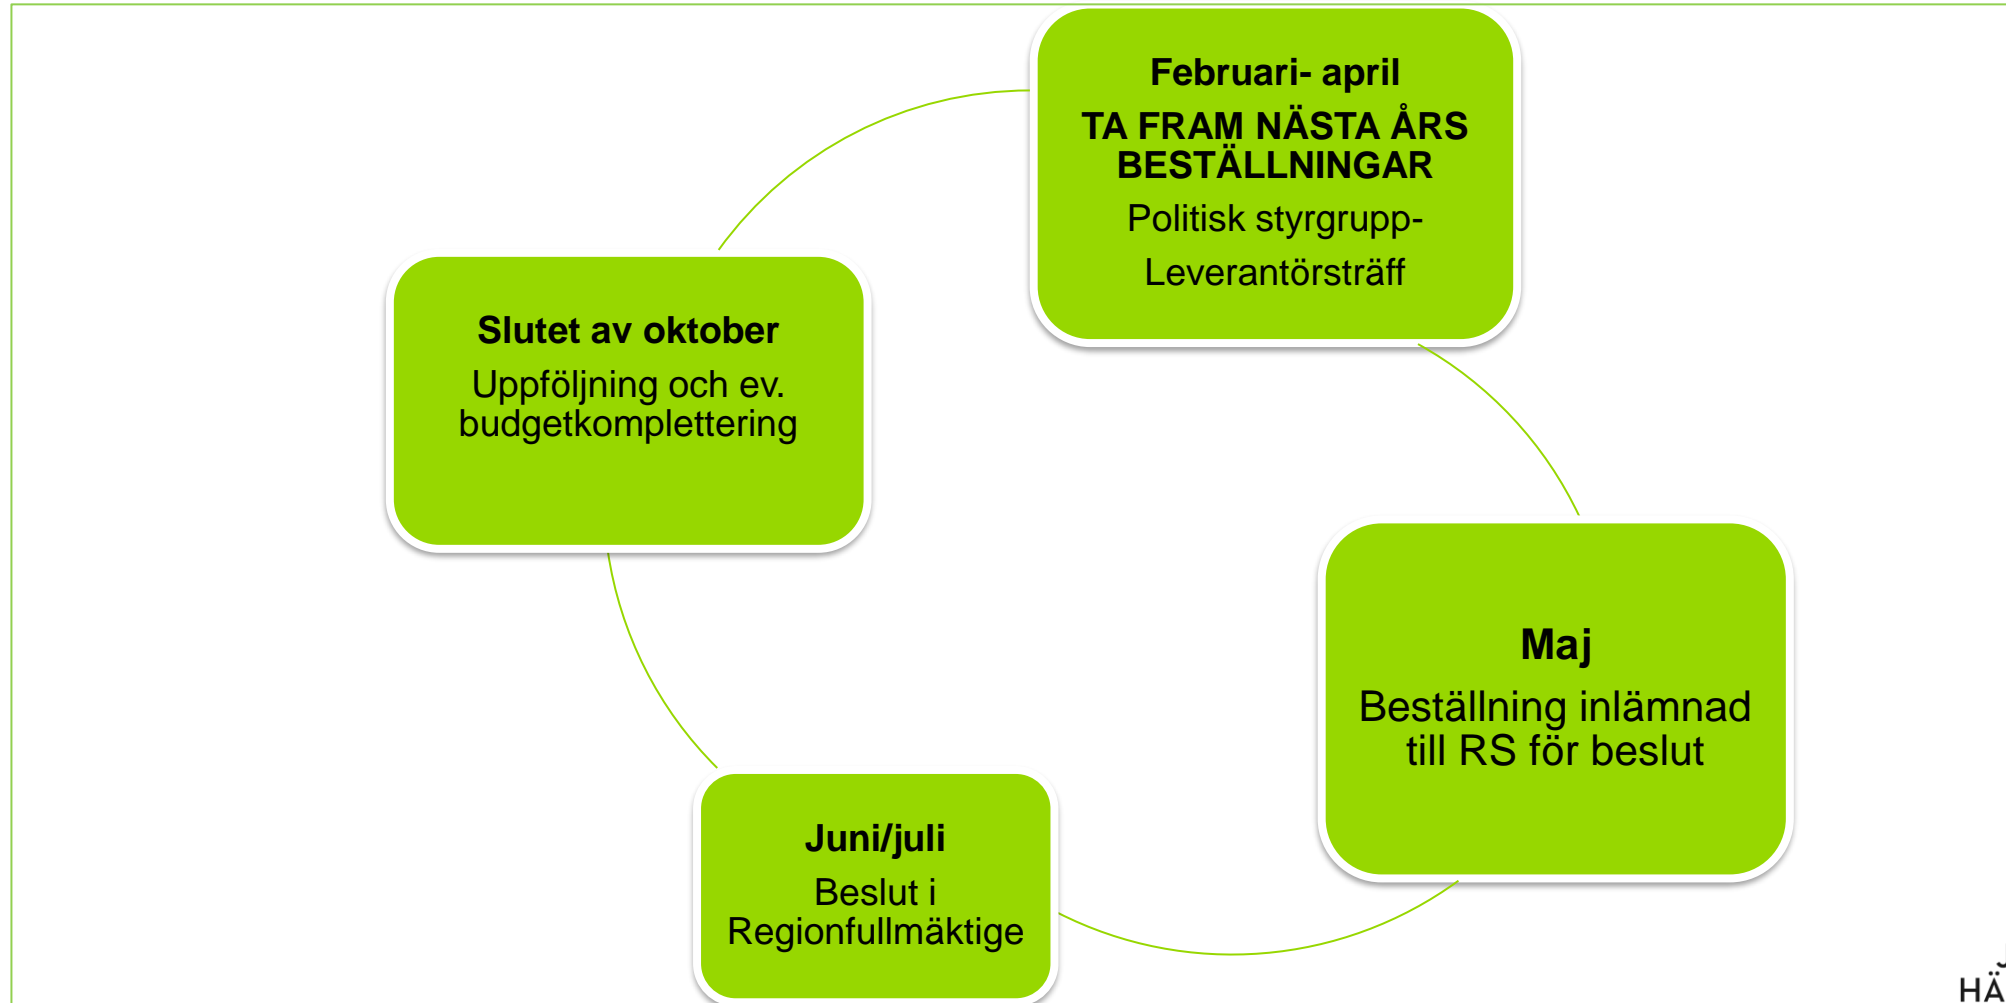 Februari- april
TA FRAM NÄSTA ÅRS
BESTÄLLNINGAR
Politisk styrgrupp-
Leverantörsträff
Slutet av oktober
Uppföljning och ev.
budgetkomplettering
Maj
Beställning inlämnad
till RS för beslut
Juni/juli
Beslut i
Regionfullmäktige